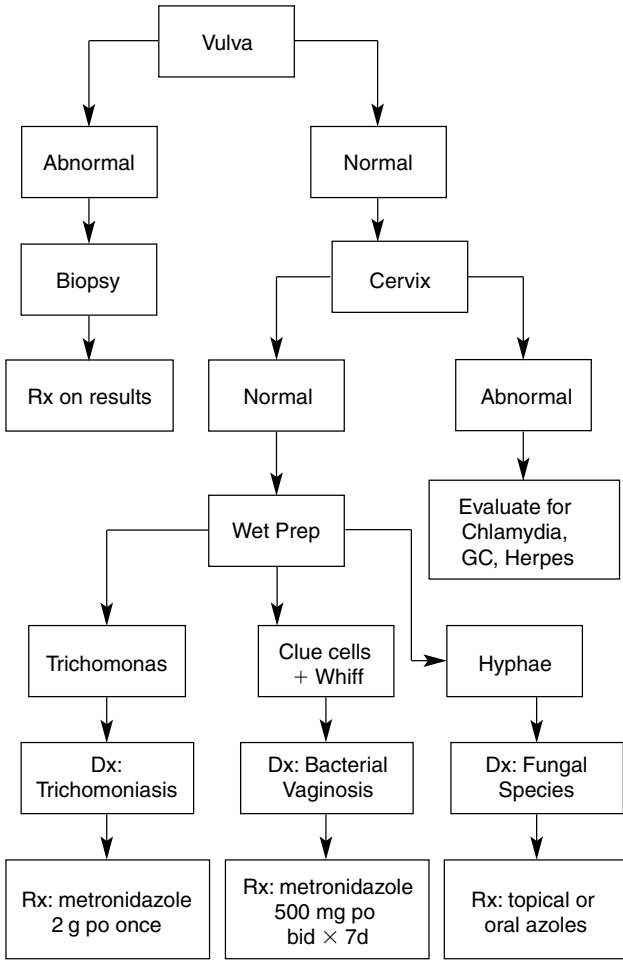 Vulva
Abnormal
Normal
Biopsy
Cervix
Rx on results
Normal
Abnormal
Evaluate for
Chlamydia,
GC, Herpes
Wet Prep
Trichomonas
Clue cells
+ Whiff
Hyphae
Dx:
Trichomoniasis
Dx: Bacterial
Vaginosis
Dx: Fungal
Species
Rx: metronidazole
2 g po once
Rx: metronidazole
500 mg po
bid × 7d
Rx: topical or
oral azoles